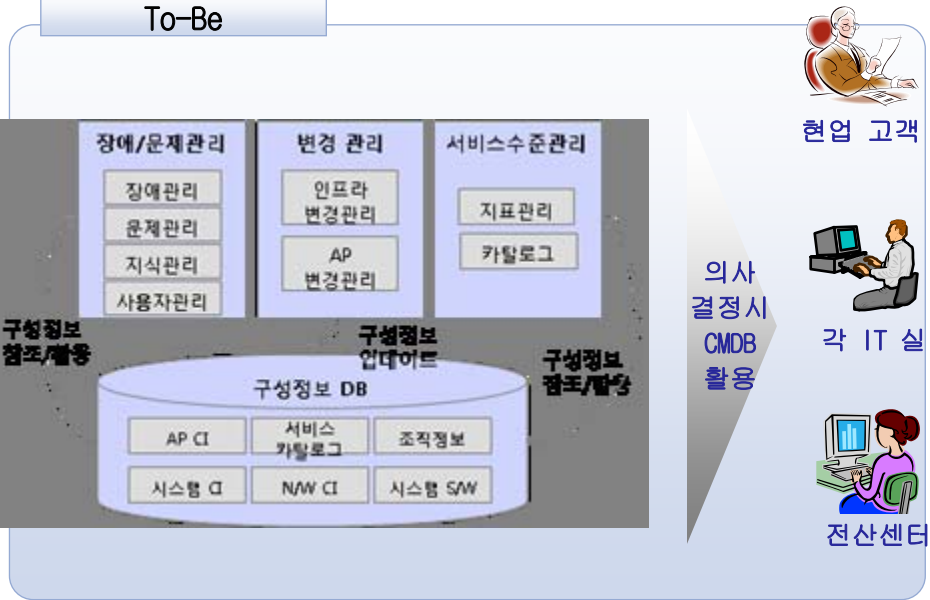 To-Be
장애/문제관리
장애관리
문제관리
지식관리
사용자관리
변경 관리
인프라
변경관리
AP
변경관리
서비스수준관리
지표관리
카탈로그
구성정보
참조/활용
구성정보
업데이트
구성정보
참조/활용
구성정보 DB
AP CI
서비스
카탈로그
조직정보
시스템 CI
N/W CI
시스템 S/W
의사
결정시
CMDB
활용
현업 고객
각 IT 실
전산센터